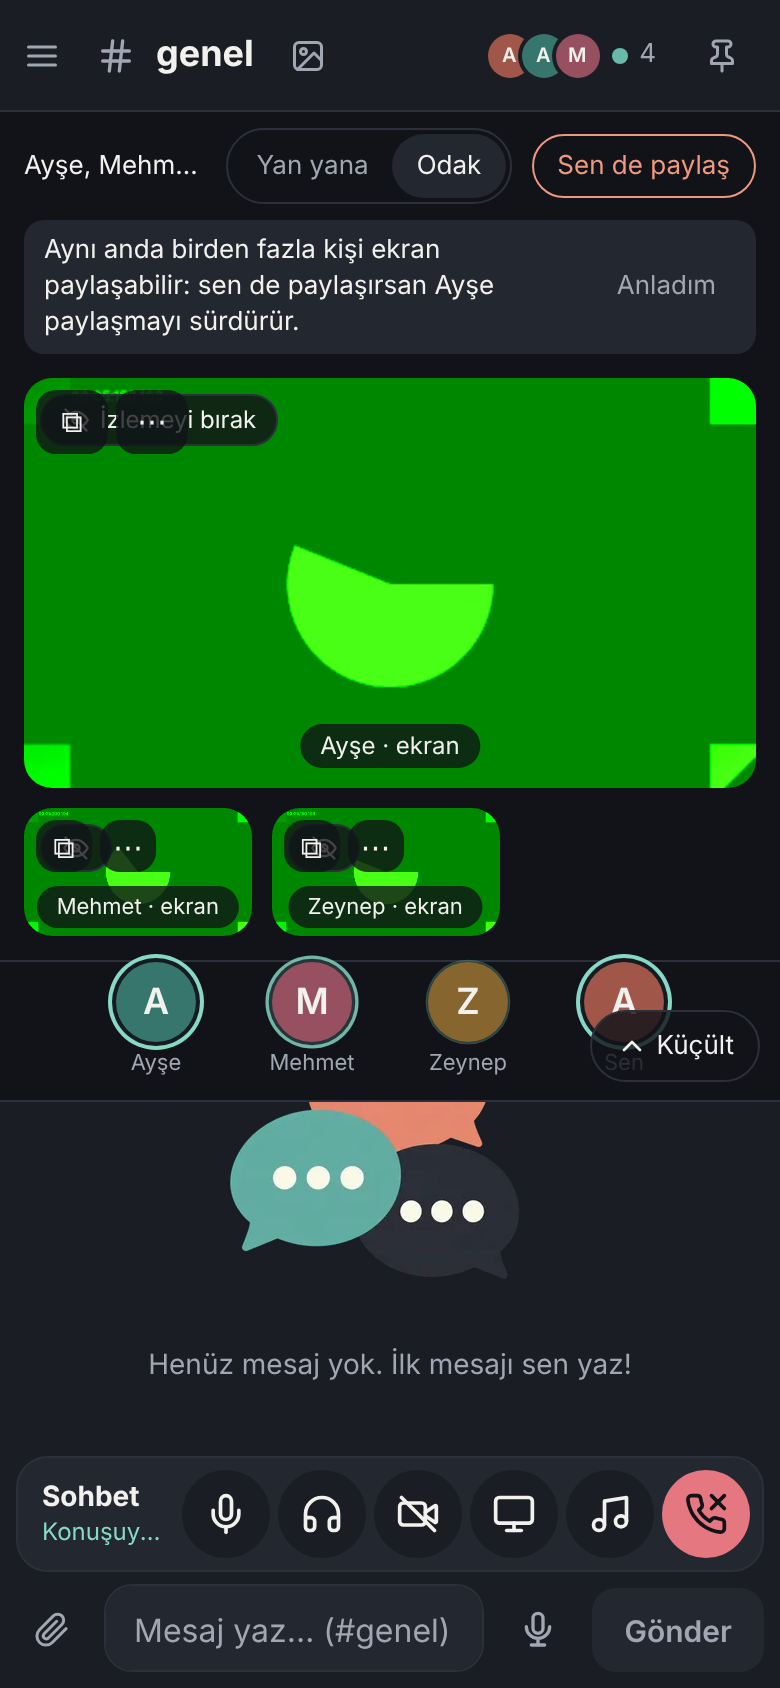 # genel
A A M 4
Ayşe, Mehm... Yan yana Odak Sen de paylaş
Aynı anda birden fazla kişi ekran
paylaşabilir: sen de paylaşırsan Ayşe
paylaşmayı sürdürür.
Anladım
İzlemeyi bırak
Ayşe · ekran
Mehmet · ekran
Zeynep · ekran
A M Z A
Ayşe Mehmet Zeynep Sen
Küçült
Henüz mesaj yok. İlk mesajı sen yaz!
Sohbet
Konuşuy...
Mesaj yaz... (#genel)
Gönder